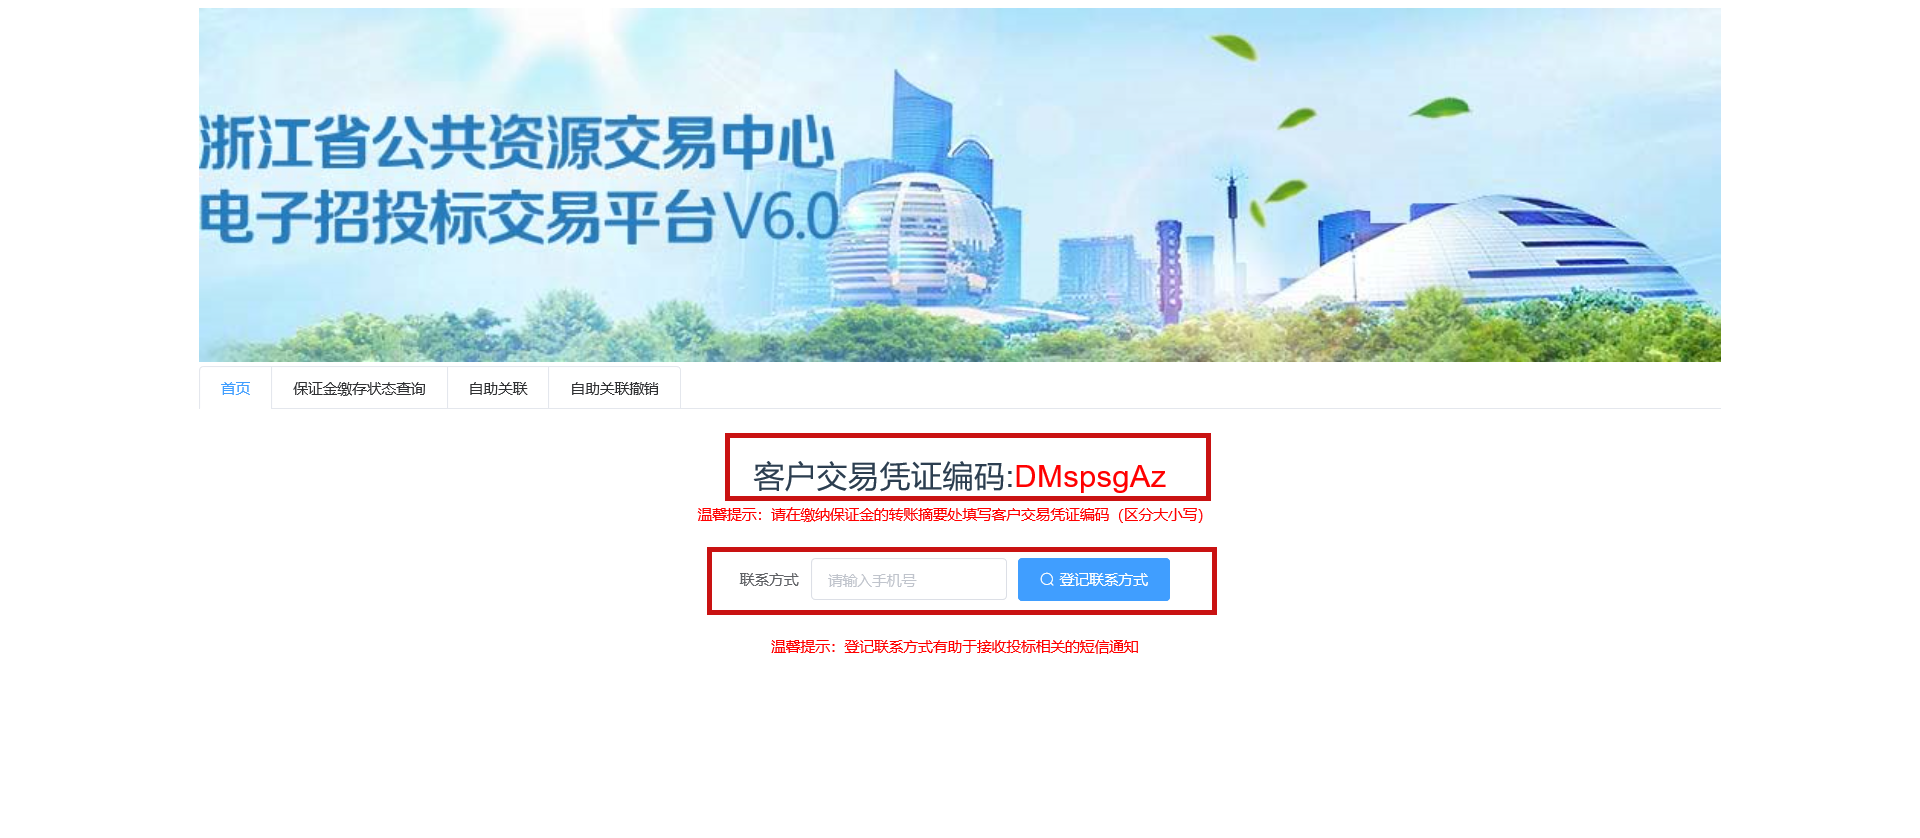 浙江省公共资源交易中心
电子招投标交易平台V6.0
首页 保证金缴存状态查询 自助关联 自助关联撤销
客户交易凭证编码:DMspsgAz
温馨提示：请在缴纳保证金的转账摘要处填写客户交易凭证编码（区分大小写）
联系方式 请输入手机号 登记联系方式
温馨提示：登记联系方式有助于接收投标相关的短信通知